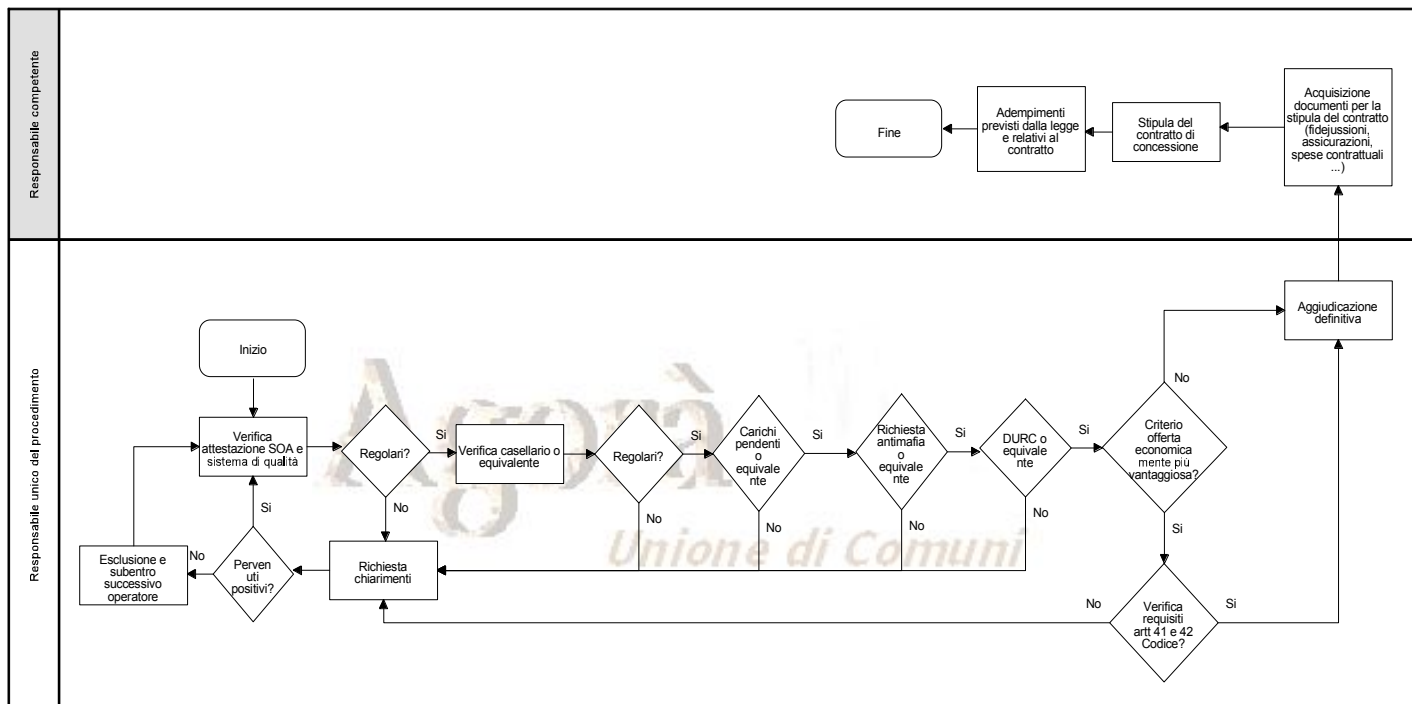 Responsabile competente
Fine
Adempimenti
previsti dalla legge
e relativi al
contratto
Stipula del
contratto di
concessione
Acquisizione
documenti per la
stipula del contratto
(fidejussioni,
assicurazioni,
spese contrattuali
...)
Responsabile unico del procedimento
Inizio
Aggiudicazione
definitiva
Verifica
attestazione SOA e
sistema di qualità
Regolari?
Si
No
Verifica casellario o
equivalente
Regolari?
Si
No
Carichi
pendenti
o
equivale
nte
Si
No
Richiesta
antimafia
o
equivale
nte
Si
No
DURC o
equivale
nte
Si
No
Criterio
offerta
economica
mente più
vantaggiosa?
No
Si
Esclusione e
subentro
successivo
operatore
No
Perven
uti
positivi?
Si
Richiesta
chiarimenti
No
Verifica
requisiti
artt 41 e 42
Codice?
Si
Agorà
Unione di Comuni